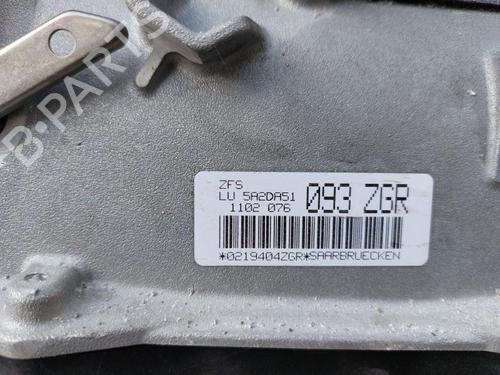 B-PARTS
ZFS
LU 5A2DA51
1102 076
093 ZGR
*0219404ZGR*SAARBRUECKEN